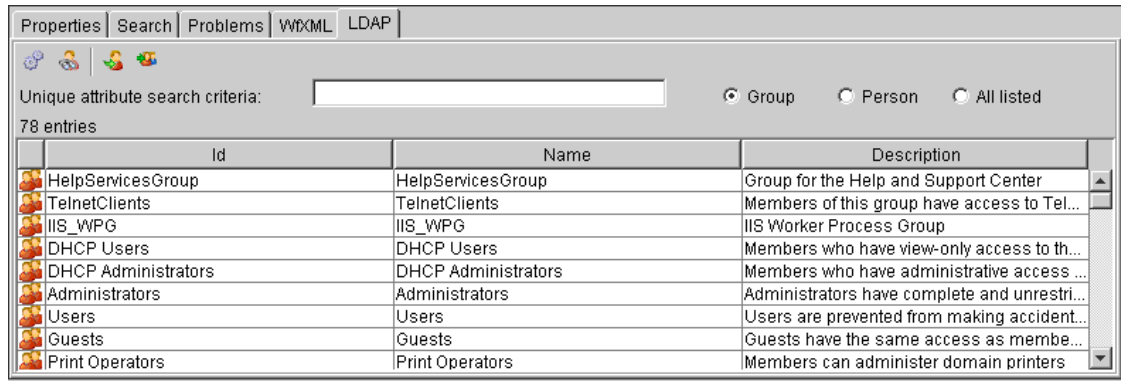 Properties Search Problems WfXML LDAP
Unique attribute search criteria: Group Person All listed
78 entries
Id Name Description
HelpServicesGroup HelpServicesGroup Group for the Help and Support Center
TelnetClients TelnetClients Members of this group have access to Tel...
IIS_WPG IIS_WPG IIS Worker Process Group
DHCP Users DHCP Users Members who have view-only access to th...
DHCP Administrators DHCP Administrators Members who have administrative access ...
Administrators Administrators Administrators have complete and unrestri...
Users Users Users are prevented from making accident...
Guests Guests Guests have the same access as membe...
Print Operators Print Operators Members can administer domain printers